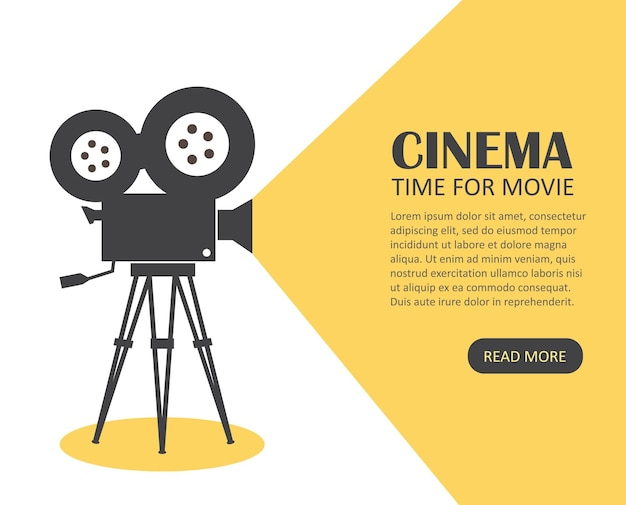 CINEMA
TIME FOR MOVIE
Lorem ipsum dolor sit amet, consectetur
adipiscing elit, sed do eiusmod tempor
incididunt ut labore et dolore magna
aliqua. Ut enim ad minim veniam, quis
nostrud exercitation ullamco laboris nisi
ut aliquip ex ea commodo consequat.
Duis aute irure dolor in reprehenderit.
READ MORE